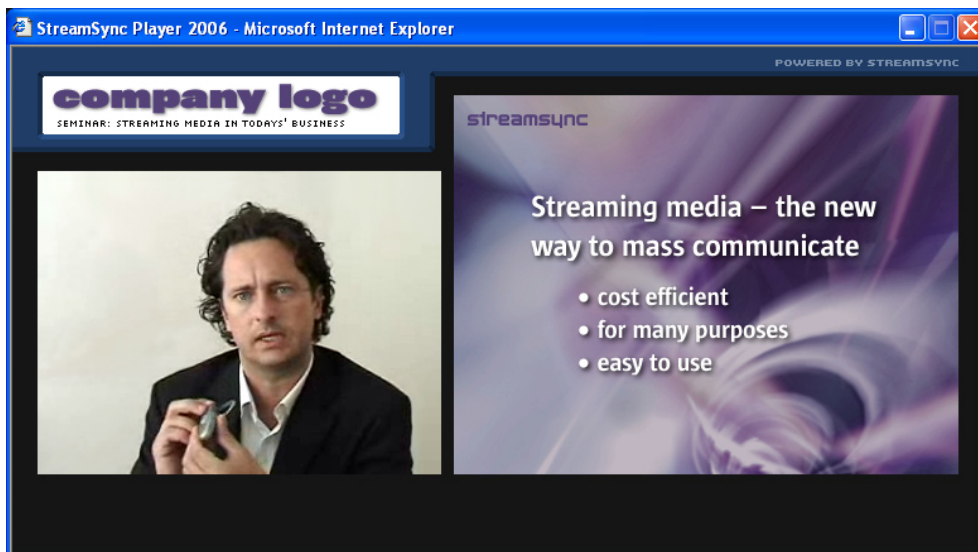 StreamSync Player 2006 - Microsoft Internet Explorer
POWERED BY STREAMSYNC
company logo
SEMINAR: STREAMING MEDIA IN TODAYS' BUSINESS
streamsync
Streaming media – the new
way to mass communicate
• cost efficient
• for many purposes
• easy to use